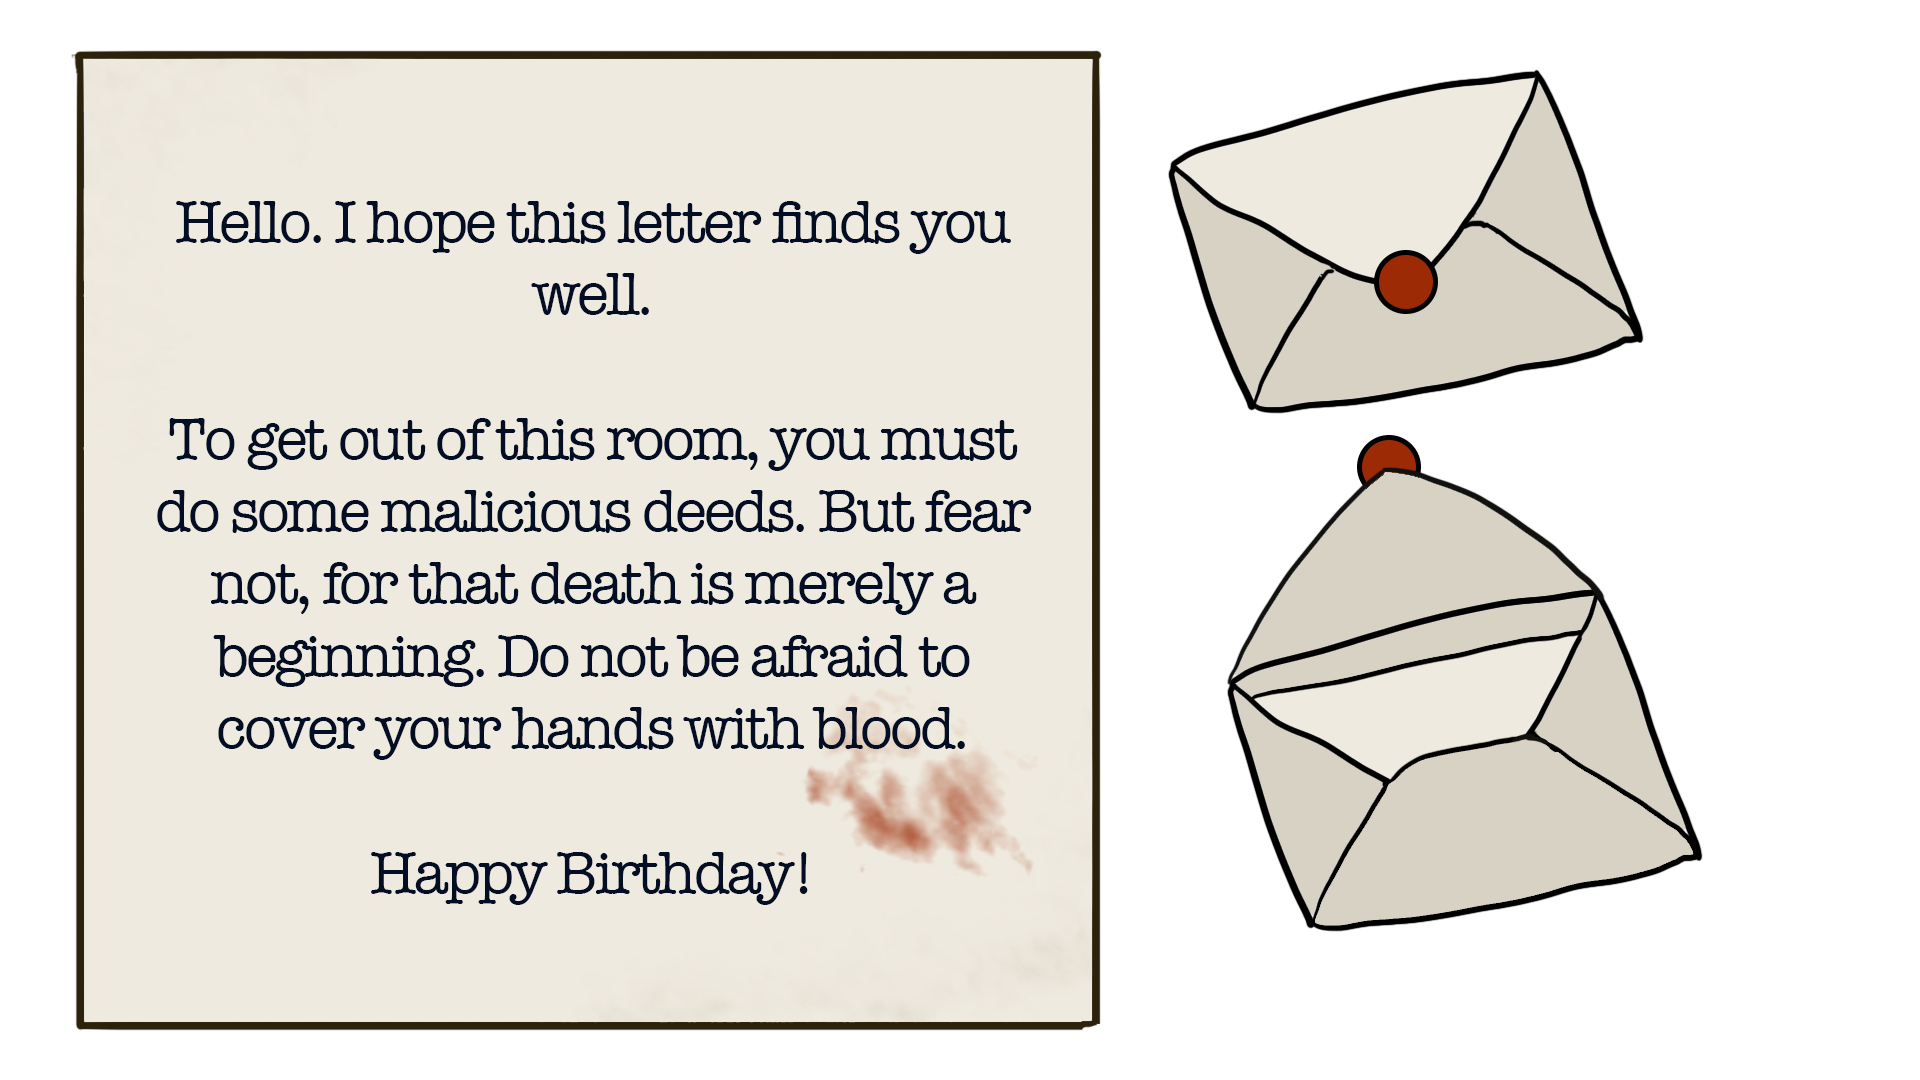 Hello. I hope this letter finds you
well.
To get out of this room, you must
do some malicious deeds. But fear
not, for that death is merely a
beginning. Do not be afraid to
cover your hands with blood.
Happy Birthday!